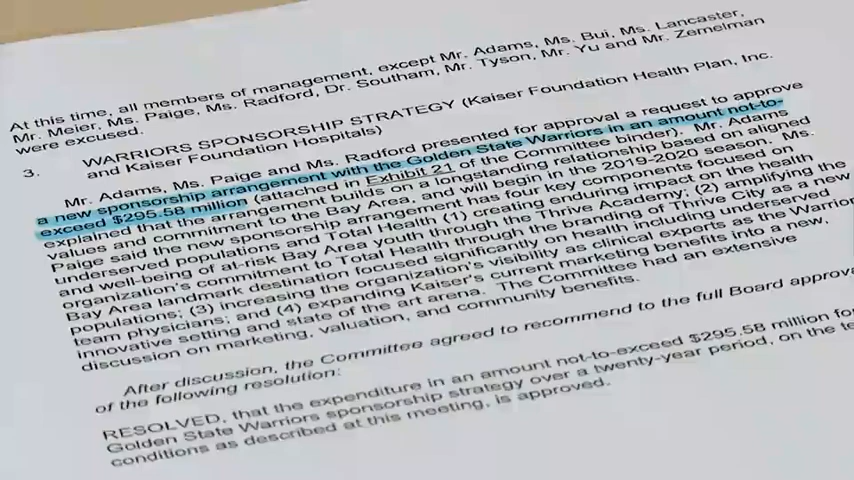 At this time, all members of management, except Mr. Adams, Ms. Bui, Ms. Lancaster,
Mr. Meier, Ms. Paige, Ms. Radford, Dr. Southam, Mr. Tyson, Mr. Yu and Mr. Zemelman
were excused.
3. WARRIORS SPONSORSHIP STRATEGY (Kaiser Foundation Health Plan, Inc.
and Kaiser Foundation Hospitals)
Mr. Adams, Ms. Paige and Ms. Radford presented for approval a request to approve
a new sponsorship arrangement with the Golden State Warriors in an amount not-to-
exceed $295.58 million (attached in Exhibit 21 of the Committee binder). Mr. Adams
explained that the arrangement builds on a longstanding relationship based on aligned
values and commitment to the Bay Area, and will begin in the 2019-2020 season. Ms.
Paige said the new sponsorship arrangement has four key components focused on
underserved populations and Total Health (1) creating enduring impact on the health
and well-being of at-risk Bay Area youth through the Thrive Academy; (2) amplifying the
organization's commitment to Total Health through the branding of Thrive City as a new
Bay Area landmark destination focused significantly on health including underserved
populations; (3) increasing the organization's visibility as clinical experts as the Warrior
team physicians; and (4) expanding Kaiser's current marketing benefits into a new,
innovative setting and state of the art arena. The Committee had an extensive
discussion on marketing, valuation, and community benefits.
After discussion, the Committee agreed to recommend to the full Board approva
of the following resolution:
RESOLVED, that the expenditure in an amount not-to-exceed $295.58 million fo
Golden State Warriors sponsorship strategy over a twenty-year period, on the te
conditions as described at this meeting, is approved.